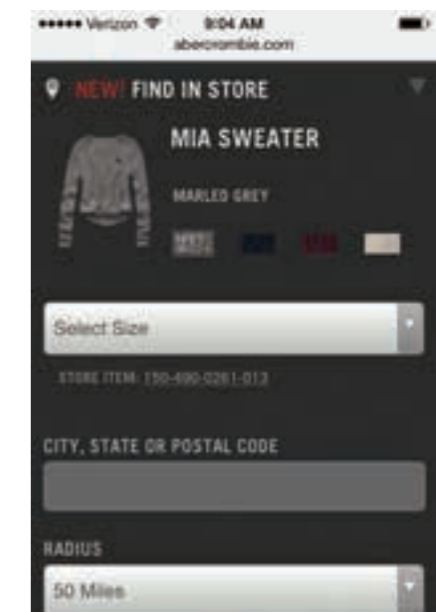 Verizon 9:04 AM
abercrombie.com
NEW! FIND IN STORE
MIA SWEATER
MARLED GREY
Select Size
STORE ITEM: 150-490-0261-013
CITY, STATE OR POSTAL CODE
RADIUS
50 Miles